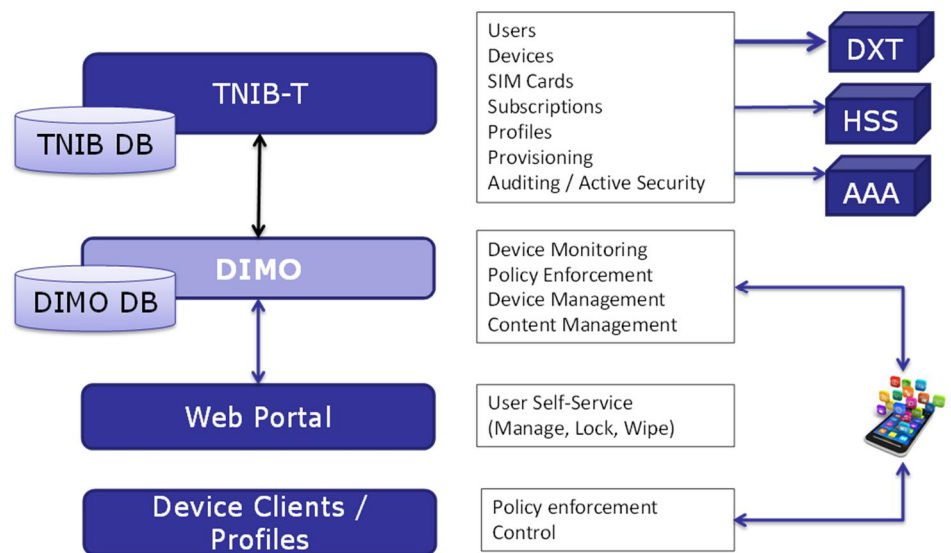 TNIB-T
TNIB DB
Users
Devices
SIM Cards
Subscriptions
Profiles
Provisioning
Auditing / Active Security
DXT
HSS
AAA
DIMO
DIMO DB
Device Monitoring
Policy Enforcement
Device Management
Content Management
Web Portal
User Self-Service
(Manage, Lock, Wipe)
Device Clients /
Profiles
Policy enforcement
Control